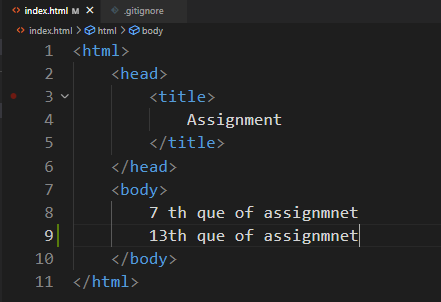 index.html M .gitignore
index.html > html > body
1 <html>
2 <head>
3 <title>
4 Assignment
5 </title>
6 </head>
7 <body>
8 7 th que of assignmnet
9 13th que of assignmnet
10 </body>
11 </html>